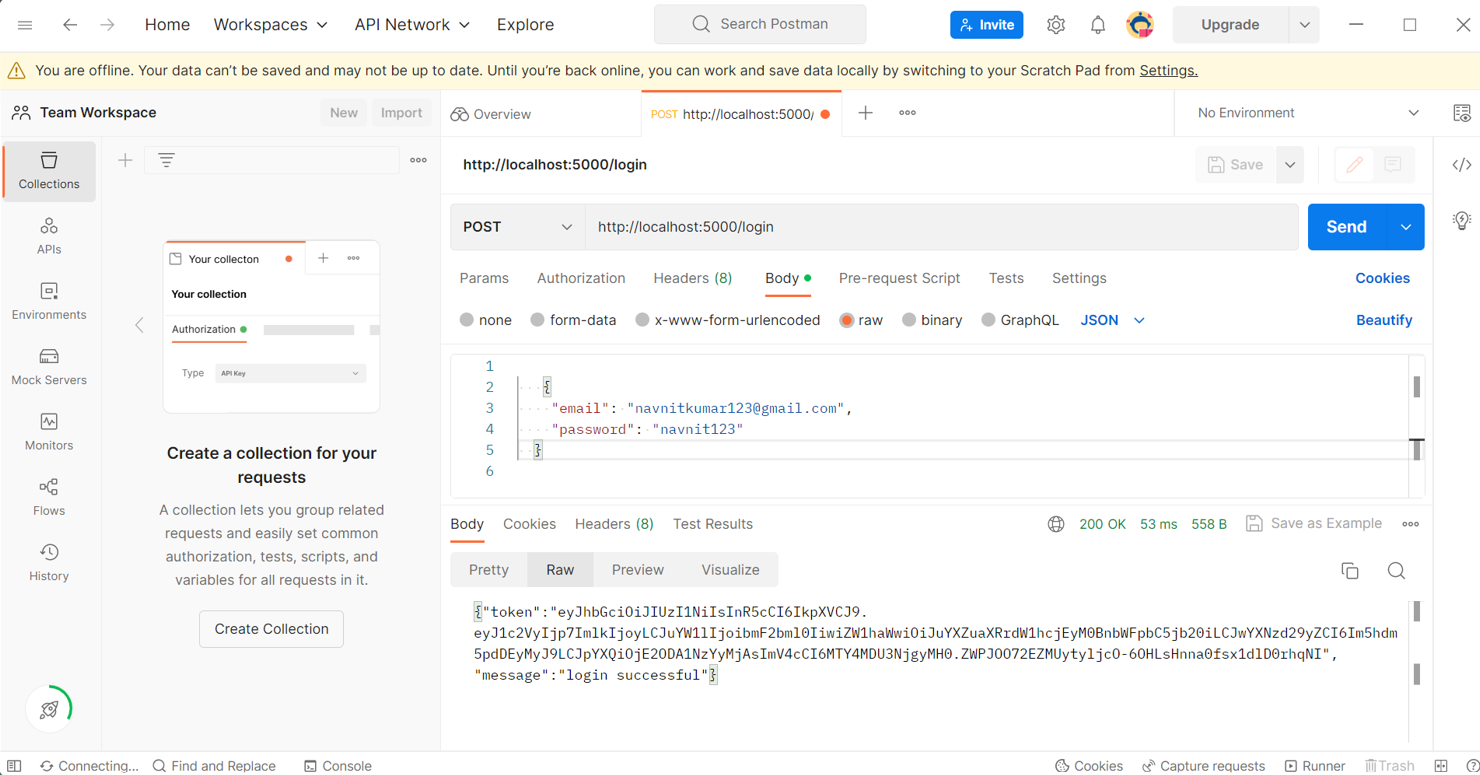 Home Workspaces API Network Explore Search Postman Invite Upgrade
You are offline. Your data can't be saved and may not be up to date. Until you're back online, you can work and save data locally by switching to your Scratch Pad from Settings.
Team Workspace New Import
Overview POST http://localhost:5000/ No Environment
Collections
APIs
Environments
Mock Servers
Monitors
Flows
History
Your collecton
Your collection
Authorization
Type API Key
Create a collection for your
requests
A collection lets you group related
requests and easily set common
authorization, tests, scripts, and
variables for all requests in it.
Create Collection
http://localhost:5000/login Save
POST http://localhost:5000/login Send
Params Authorization Headers (8) Body Pre-request Script Tests Settings Cookies
none form-data x-www-form-urlencoded raw binary GraphQL JSON Beautify
1
2 {
3 "email": "navnitkumar123@gmail.com",
4 "password": "navnit123"
5 }
6
Body Cookies Headers (8) Test Results 200 OK 53 ms 558 B Save as Example
Pretty Raw Preview Visualize
{"token":"eyJhbGciOiJIUzI1NiIsInR5cCI6IkpXVCJ9.
eyJ1c2VyIjp7ImlkIjoyLCJuYW1lIjoibmF2bml0IiwiZW1haWwiOiJuYXZuaXRrdW1hcjEyM0BnbWFpbC5jb20iLCJwYXNzd29yZCI6Im5hdm
5pdDEyMyJ9LCJpYXQiOjE2ODA1NzYyMjAsImV4cCI6MTY4MDU3NjgyMH0.ZWPJOO72EZMUytyljcO-6OHLsHnna0fsx1dlD0rhqNI",
"message":"login successful"}
Connecting... Find and Replace Console Cookies Capture requests Runner Trash